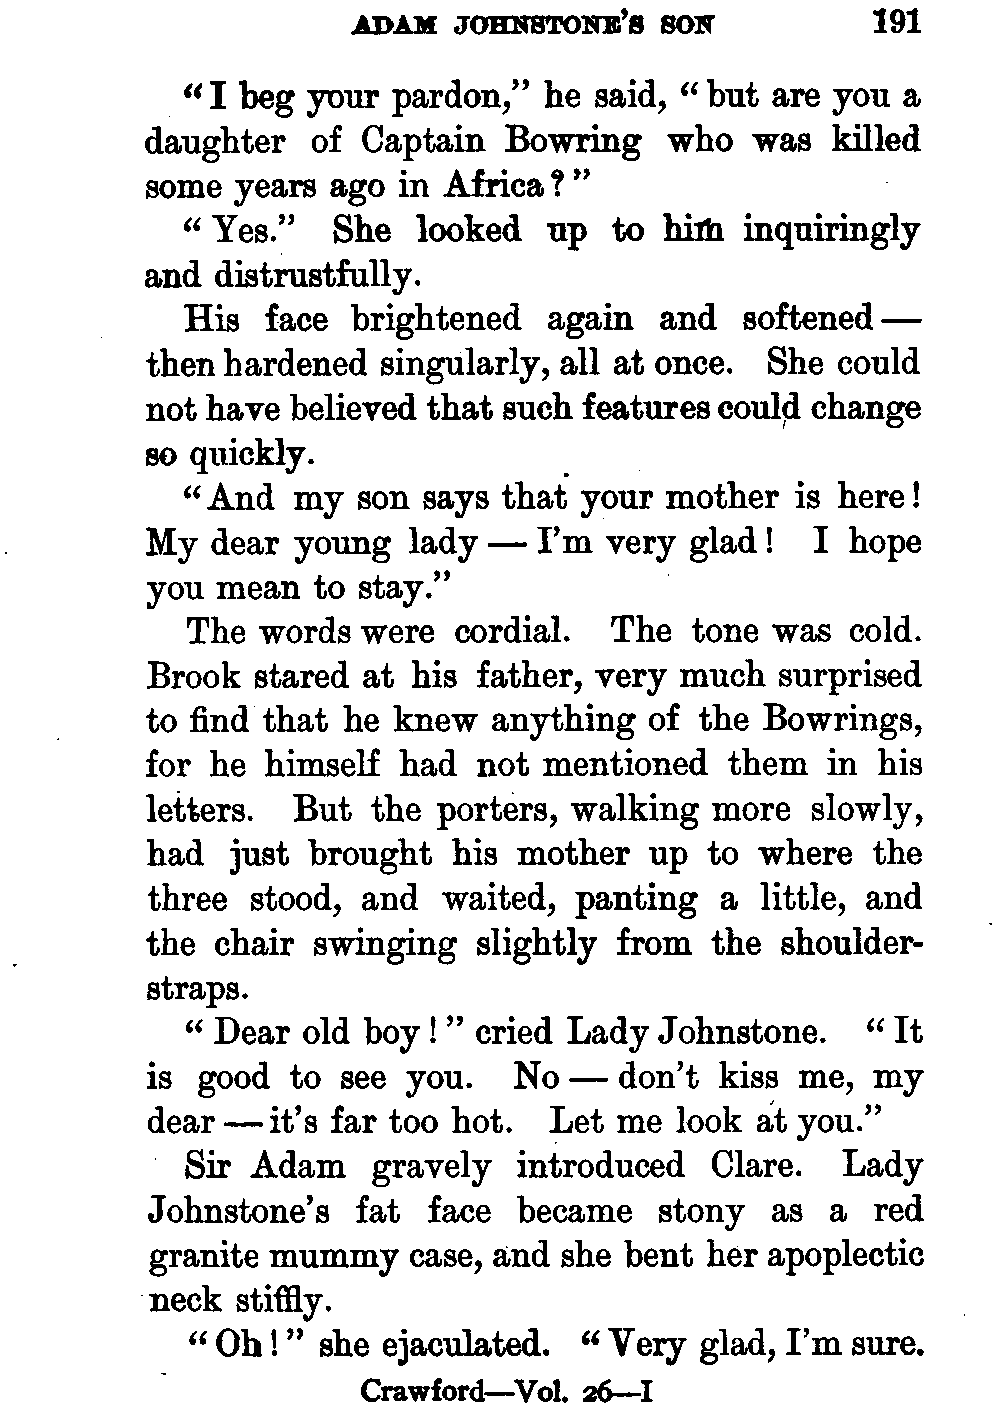 ADAM JOHNSTONE'S SON 191
"I beg your pardon," he said, "but are you a
daughter of Captain Bowring who was killed
some years ago in Africa?"
"Yes." She looked up to him inquiringly
and distrustfully.
His face brightened again and softened —
then hardened singularly, all at once. She could
not have believed that such features could change
so quickly.
"And my son says that your mother is here!
My dear young lady — I'm very glad! I hope
you mean to stay."
The words were cordial. The tone was cold.
Brook stared at his father, very much surprised
to find that he knew anything of the Bowrings,
for he himself had not mentioned them in his
letters. But the porters, walking more slowly,
had just brought his mother up to where the
three stood, and waited, panting a little, and
the chair swinging slightly from the shoulder-
straps.
"Dear old boy!" cried Lady Johnstone. "It
is good to see you. No — don't kiss me, my
dear — it's far too hot. Let me look at you."
Sir Adam gravely introduced Clare. Lady
Johnstone's fat face became stony as a red
granite mummy case, and she bent her apoplectic
neck stiffly.
"Oh!" she ejaculated. "Very glad, I'm sure.
Crawford—Vol. 26—I